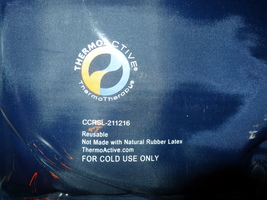 THERMOACTIVE®
ThermoTherapy®
CCRSL-211216
Reusable
Not Made with Natural Rubber Latex
ThermoActive.com
FOR COLD USE ONLY